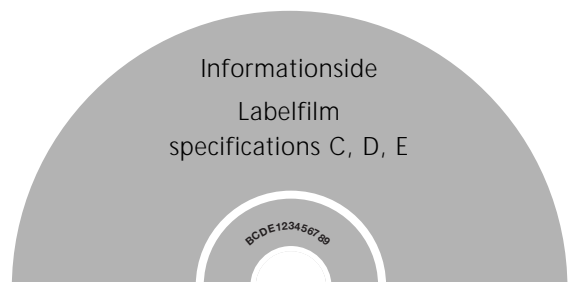 Informationside
Labelfilm
specifications C, D, E
BCDE123456789